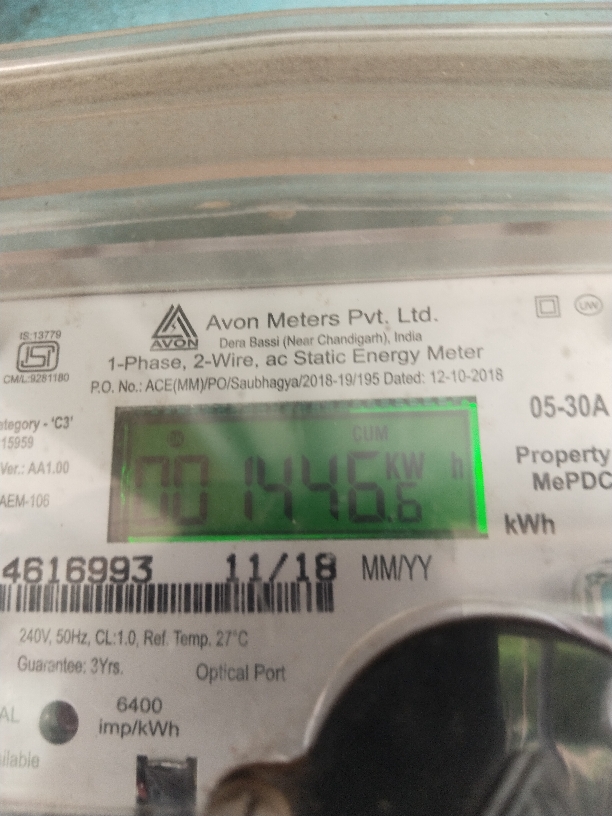 AVON
Avon Meters Pvt. Ltd.
Dera Bassi (Near Chandigarh), India
1-Phase, 2-Wire, ac Static Energy Meter
P.O. No.: ACE(MM)/PO/Saubhagya/2018-19/195 Dated: 12-10-2018
IS:13779
CM/L:9281180
ategory - 'C3'
15959
Ver.: AA1.00
AEM-106
CUM
001446.6 KW h
05-30A
Property
MePDC
kWh
4616993 11/18 MM/YY
240V, 50Hz, CL:1.0, Ref. Temp. 27°C
Guarantee: 3Yrs. Optical Port
AL
6400
imp/kWh
ilable